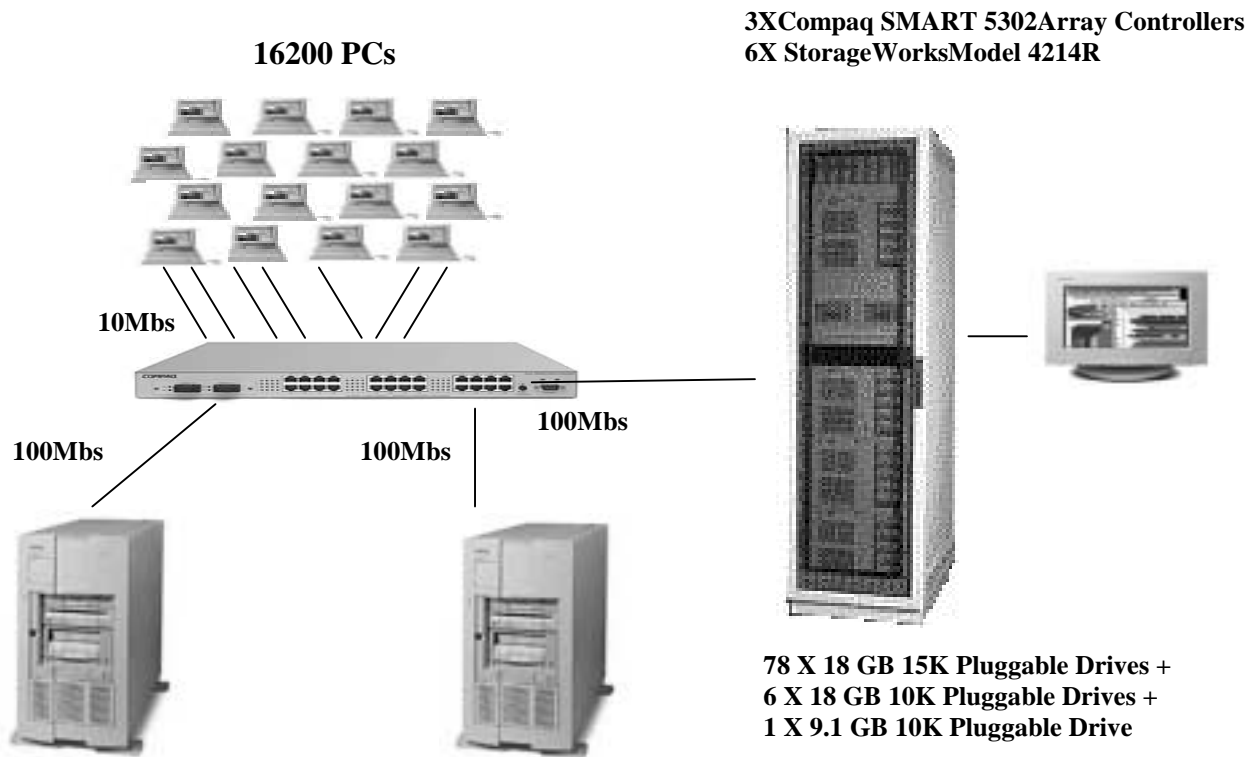 3XCompaq SMART 5302Array Controllers
6X StorageWorksModel 4214R
16200 PCs
10Mbs
COMPAQ
100Mbs
100Mbs
100Mbs
78 X 18 GB 15K Pluggable Drives +
6 X 18 GB 10K Pluggable Drives +
1 X 9.1 GB 10K Pluggable Drive